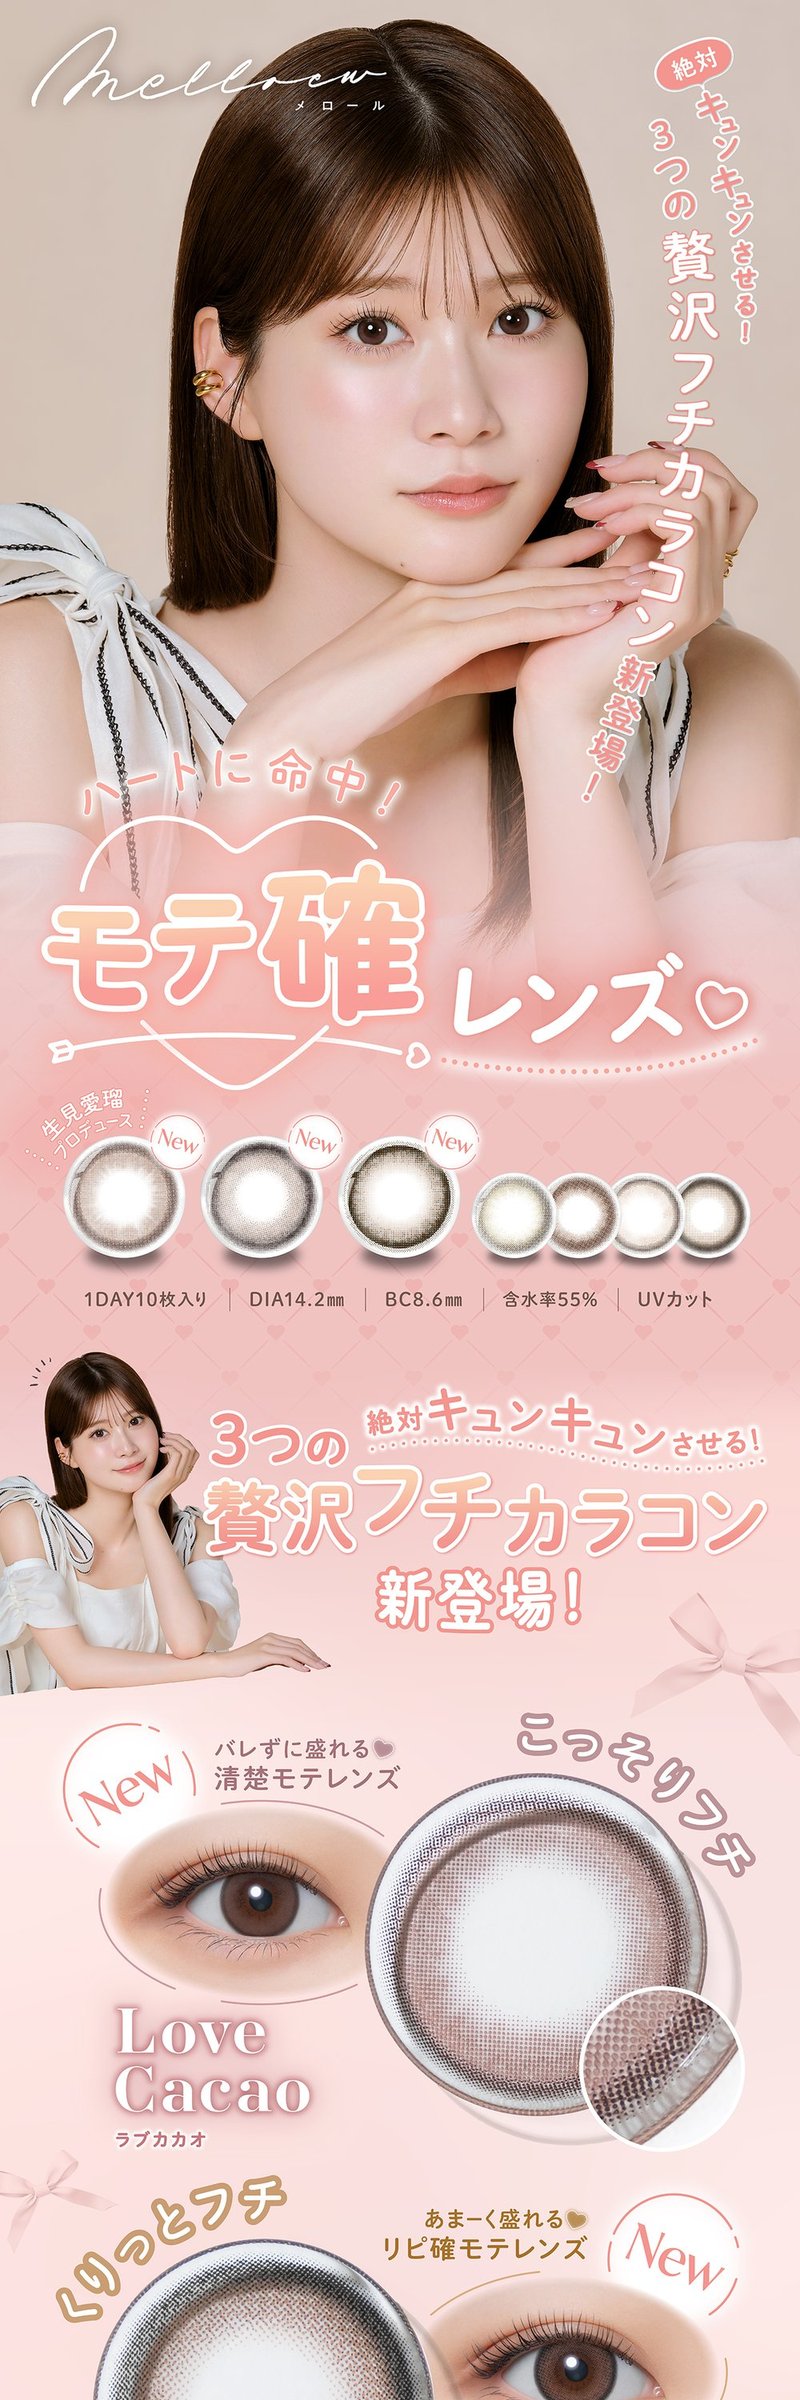 mellrew
メロール
絶対
キュンキュンさせる!
3つの贅沢フチカラコン新登場!
ハートに命中!
モテ確
レンズ
生見愛瑠
プロデュース
New
New
New
1DAY10枚入り
DIA14.2㎜
BC8.6㎜
含水率55%
UVカット
絶対キュンキュンさせる!
3つの
贅沢フチカラコン
新登場!
New
バレずに盛れる
清楚モテレンズ
こっそりフチ
Love
Cacao
ラブカカオ
くりっとフチ
あまーく盛れる
リピ確モテレンズ
New